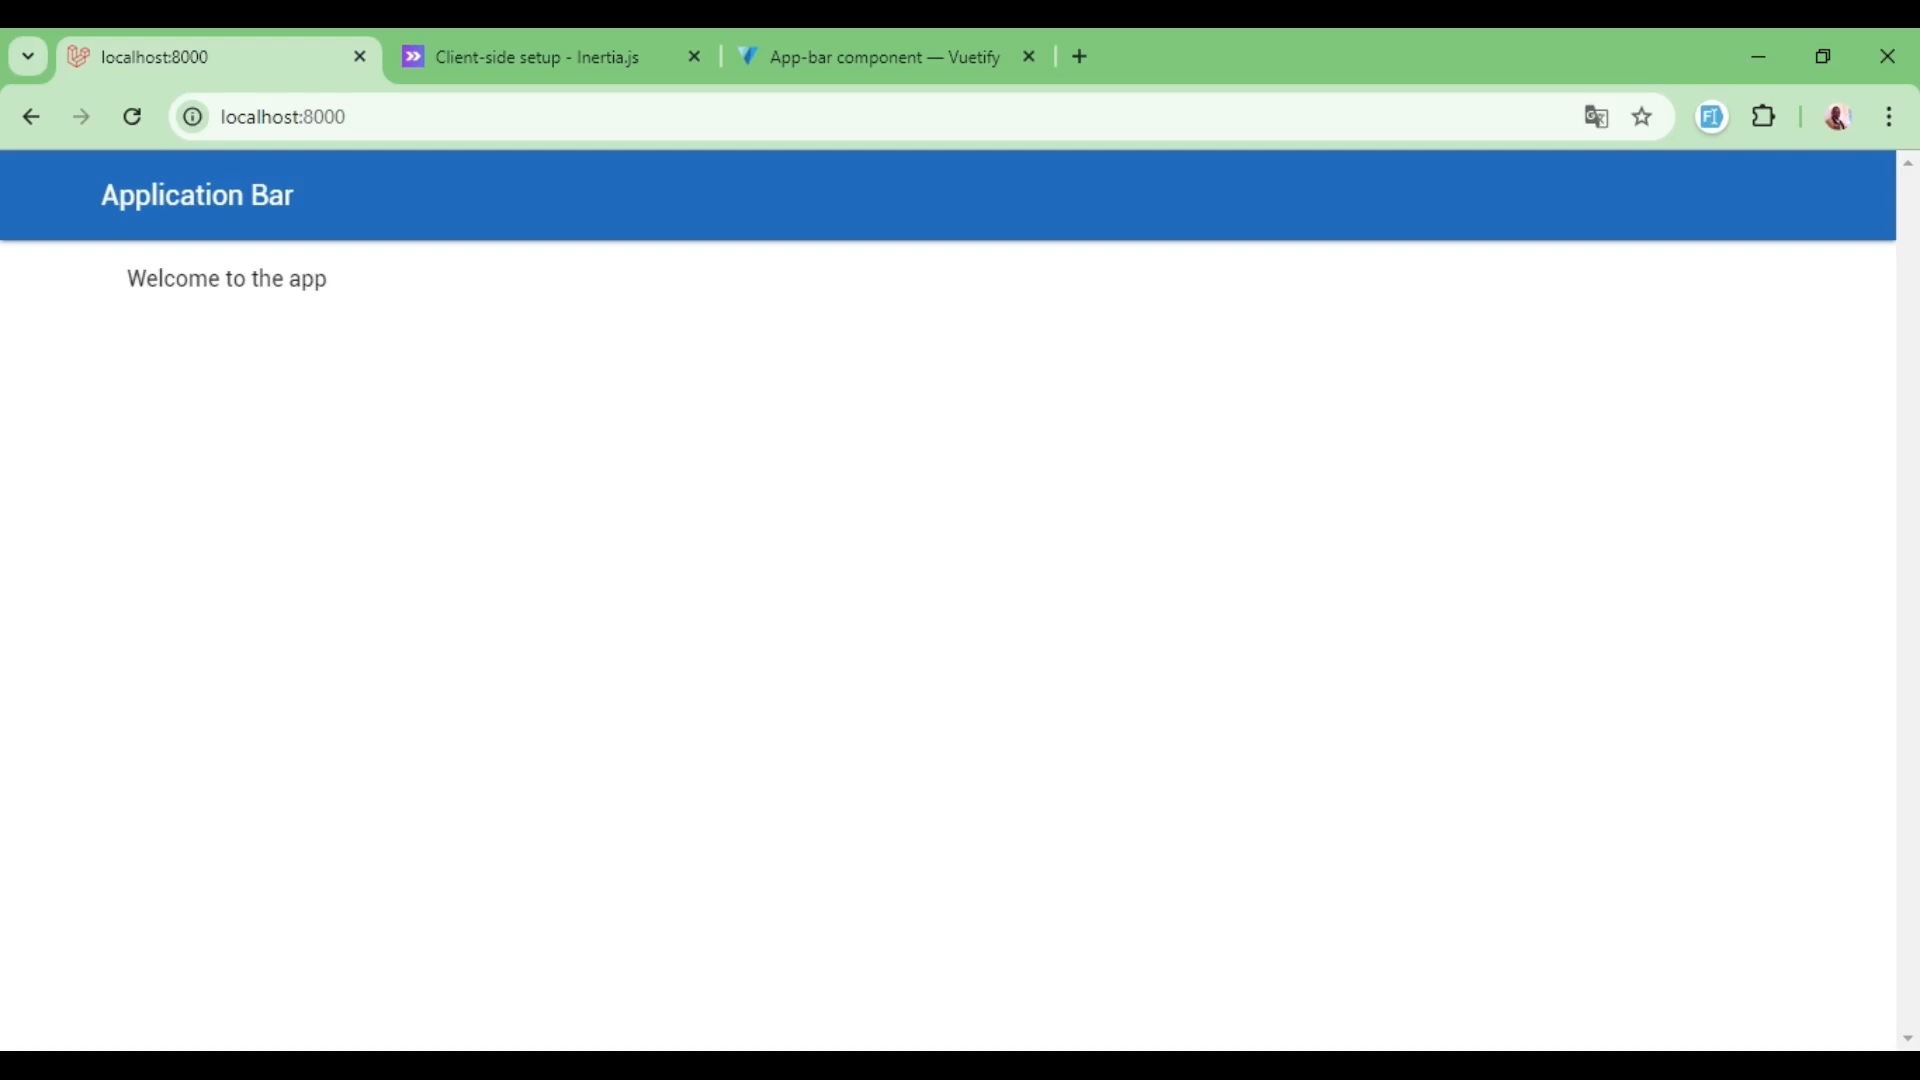 localhost:8000
Client-side setup - Inertia.js
App-bar component — Vuetify
localhost:8000
Application Bar
Welcome to the app